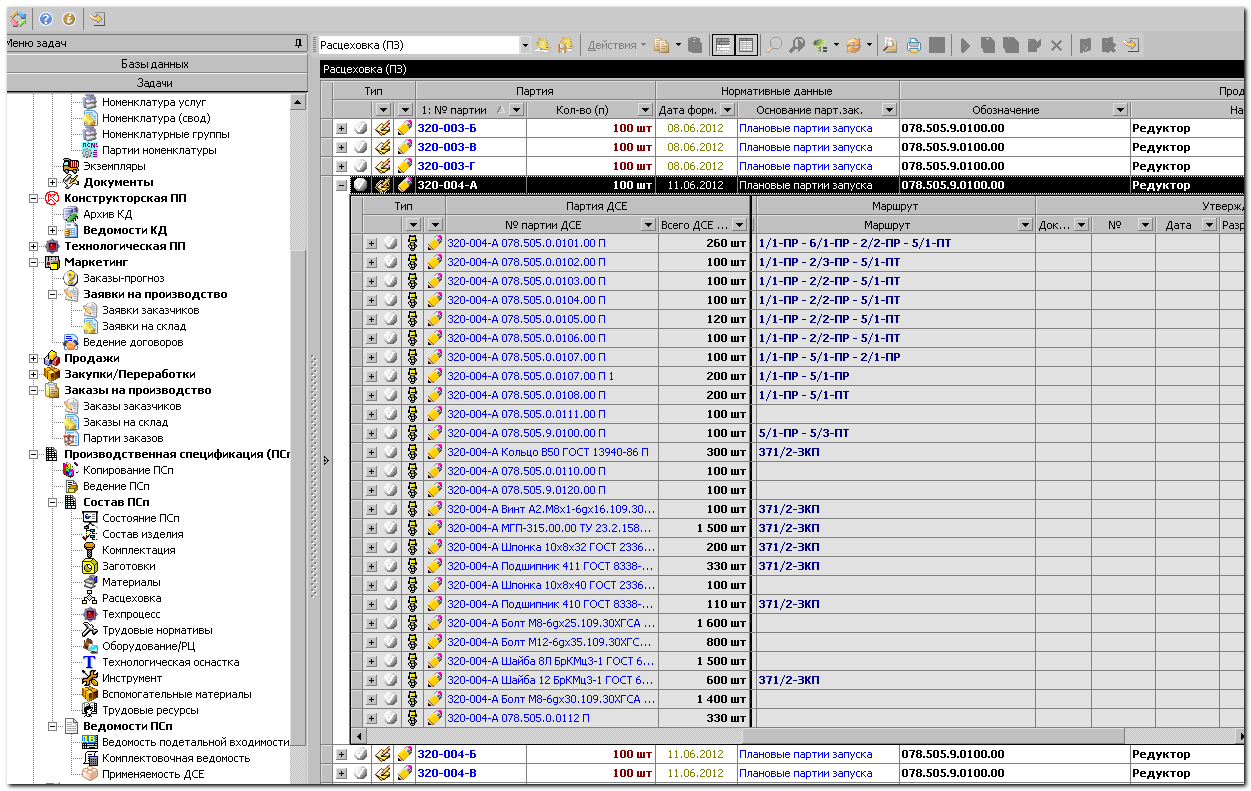 Меню задач
Базы данных
Задачи
Номенклатура услуг
Номенклатура (свод)
Номенклатурные группы
Партии номенклатуры
Экземпляры
Документы
Конструкторская ПП
Архив КД
Ведомости КД
Технологическая ПП
Маркетинг
Заказы-прогноз
Заявки на производство
Заявки заказчиков
Заявки на склад
Ведение договоров
Продажи
Закупки/Переработки
Заказы на производство
Заказы заказчиков
Заказы на склад
Партии заказов
Производственная спецификация (ПСп
Копирование ПСп
Ведение ПСп
Состав ПСп
Состояние ПСп
Состав изделия
Комплектация
Заготовки
Материалы
Расцеховка
Техпроцесс
Трудовые нормативы
Оборудование/РЦ
Технологическая оснастка
Инструмент
Вспомогательные материалы
Трудовые ресурсы
Ведомости ПСп
Ведомость подетальной входимости
Комплектовочная ведомость
Применяемость ДСЕ
Расцеховка (ПЗ) Действия
Расцеховка (ПЗ)
Тип Партия Нормативные данные Прод
1: № партии Кол-во (п) Дата форм. Основание парт.зак. Обозначение На
320-003-Б 100 шт 08.06.2012 Плановые партии запуска 078.505.9.0100.00 Редуктор
320-003-В 100 шт 08.06.2012 Плановые партии запуска 078.505.9.0100.00 Редуктор
320-003-Г 100 шт 08.06.2012 Плановые партии запуска 078.505.9.0100.00 Редуктор
320-004-А 100 шт 11.06.2012 Плановые партии запуска 078.505.9.0100.00 Редуктор
Тип Партия ДСЕ Маршрут Утвержд
№ партии ДСЕ Всего ДСЕ ... Маршрут Док... № Дата Разр
320-004-А 078.505.0.0101.00 П 260 шт 1/1-ПР - 6/1-ПР - 2/2-ПР - 5/1-ПТ
320-004-А 078.505.0.0102.00 П 100 шт 1/1-ПР - 2/3-ПР - 5/1-ПТ
320-004-А 078.505.0.0103.00 П 100 шт 1/1-ПР - 2/2-ПР - 5/1-ПТ
320-004-А 078.505.0.0104.00 П 100 шт 1/1-ПР - 2/2-ПР - 5/1-ПТ
320-004-А 078.505.0.0105.00 П 120 шт 1/1-ПР - 2/2-ПР - 5/1-ПТ
320-004-А 078.505.0.0106.00 П 100 шт 1/1-ПР - 2/2-ПР - 5/1-ПТ
320-004-А 078.505.0.0107.00 П 100 шт 1/1-ПР - 5/1-ПР - 2/1-ПР
320-004-А 078.505.0.0107.00 П 1 200 шт 1/1-ПР - 5/1-ПР
320-004-А 078.505.0.0108.00 П 200 шт 1/1-ПР - 5/1-ПТ
320-004-А 078.505.0.0111.00 П 100 шт
320-004-А 078.505.9.0100.00 П 100 шт 5/1-ПР - 5/3-ПТ
320-004-А Кольцо В50 ГОСТ 13940-86 П 300 шт 371/2-ЗКП
320-004-А 078.505.0.0110.00 П 100 шт
320-004-А 078.505.9.0120.00 П 100 шт
320-004-А Винт А2.М8х1-6gх16.109.30... 100 шт 371/2-ЗКП
320-004-А МГП-315.00.00 ТУ 23.2.158... 1 500 шт 371/2-ЗКП
320-004-А Шпонка 10х8х32 ГОСТ 2336... 200 шт 371/2-ЗКП
320-004-А Подшипник 411 ГОСТ 8338-... 330 шт 371/2-ЗКП
320-004-А Шпонка 10х8х40 ГОСТ 2336... 100 шт
320-004-А Подшипник 410 ГОСТ 8338-... 110 шт 371/2-ЗКП
320-004-А Болт М8-6gх25.109.30ХГСА ... 1 600 шт
320-004-А Болт М12-6gх35.109.30ХГС... 800 шт
320-004-А Шайба 8Л БрКМц3-1 ГОСТ 6... 1 500 шт
320-004-А Шайба 12 БрКМц3-1 ГОСТ 6... 600 шт 371/2-ЗКП
320-004-А Болт М8-6gх30.109.30ХГСА ... 1 400 шт
320-004-А 078.505.0.0112 П 330 шт
320-004-Б 100 шт 11.06.2012 Плановые партии запуска 078.505.9.0100.00 Редуктор
320-004-В 100 шт 11.06.2012 Плановые партии запуска 078.505.9.0100.00 Редуктор